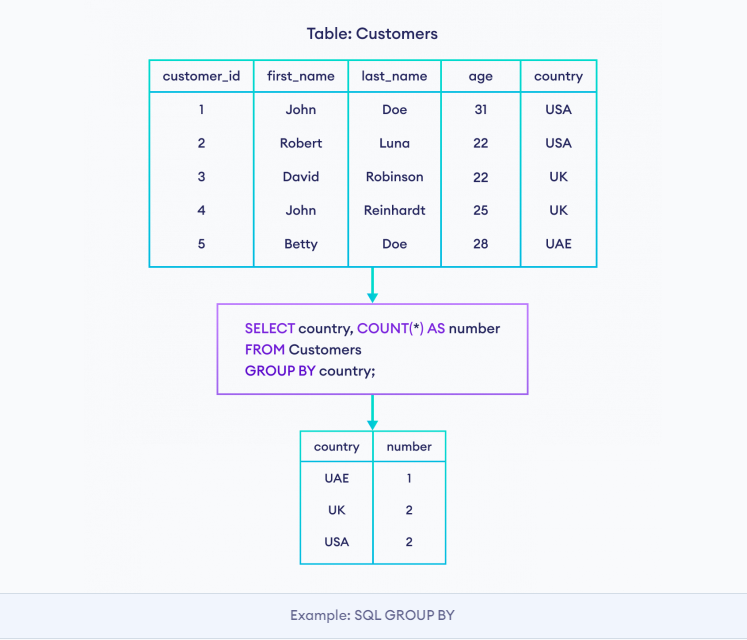 Table: Customers
customer_id first_name last_name age country
1 John Doe 31 USA
2 Robert Luna 22 USA
3 David Robinson 22 UK
4 John Reinhardt 25 UK
5 Betty Doe 28 UAE
SELECT country, COUNT(*) AS number
FROM Customers
GROUP BY country;
country number
UAE 1
UK 2
USA 2
Example: SQL GROUP BY